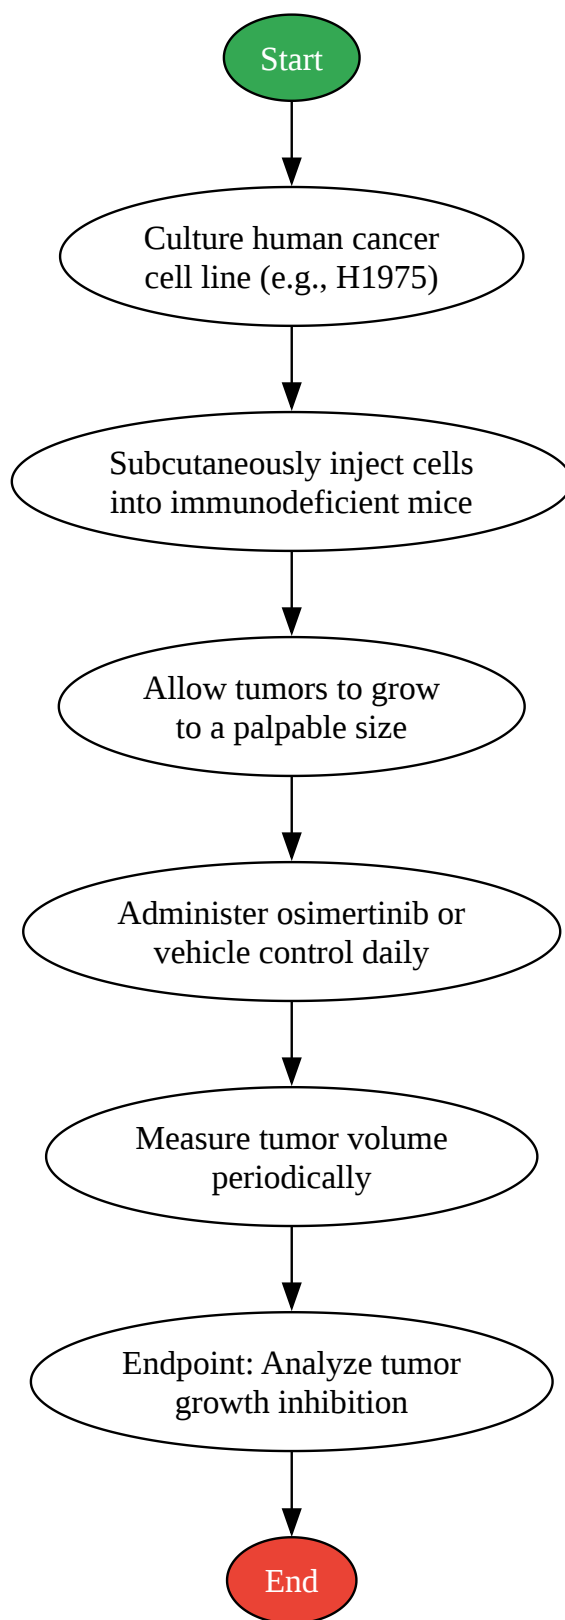 Start
Culture human cancer
cell line (e.g., H1975)
Subcutaneously inject cells
into immunodeficient mice
Allow tumors to grow
to a palpable size
Administer osimertinib or
vehicle control daily
Measure tumor volume
periodically
Endpoint: Analyze tumor
growth inhibition
End